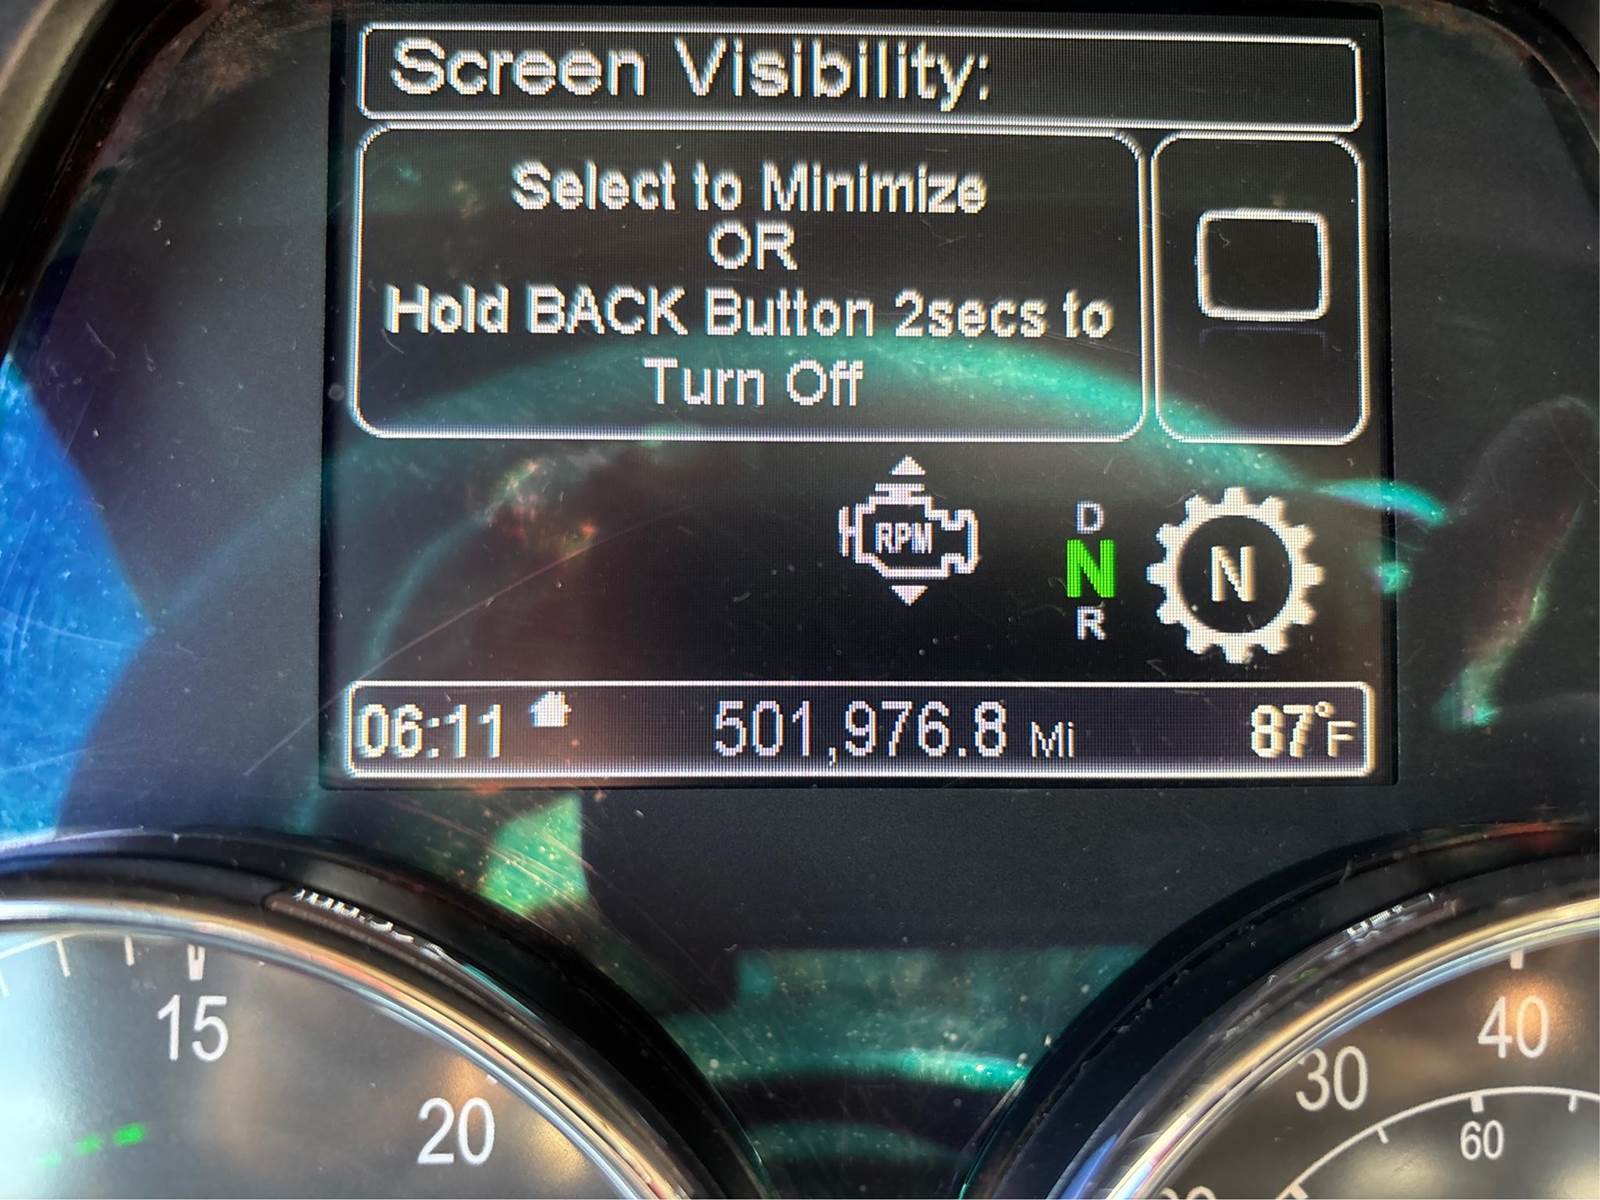 Screen Visibility:
Select to Minimize
OR
Hold BACK Button 2secs to
Turn Off
RPM
D
N
R
N
06:11
501,976.8 Mi
87°F
15
20
30
40
60